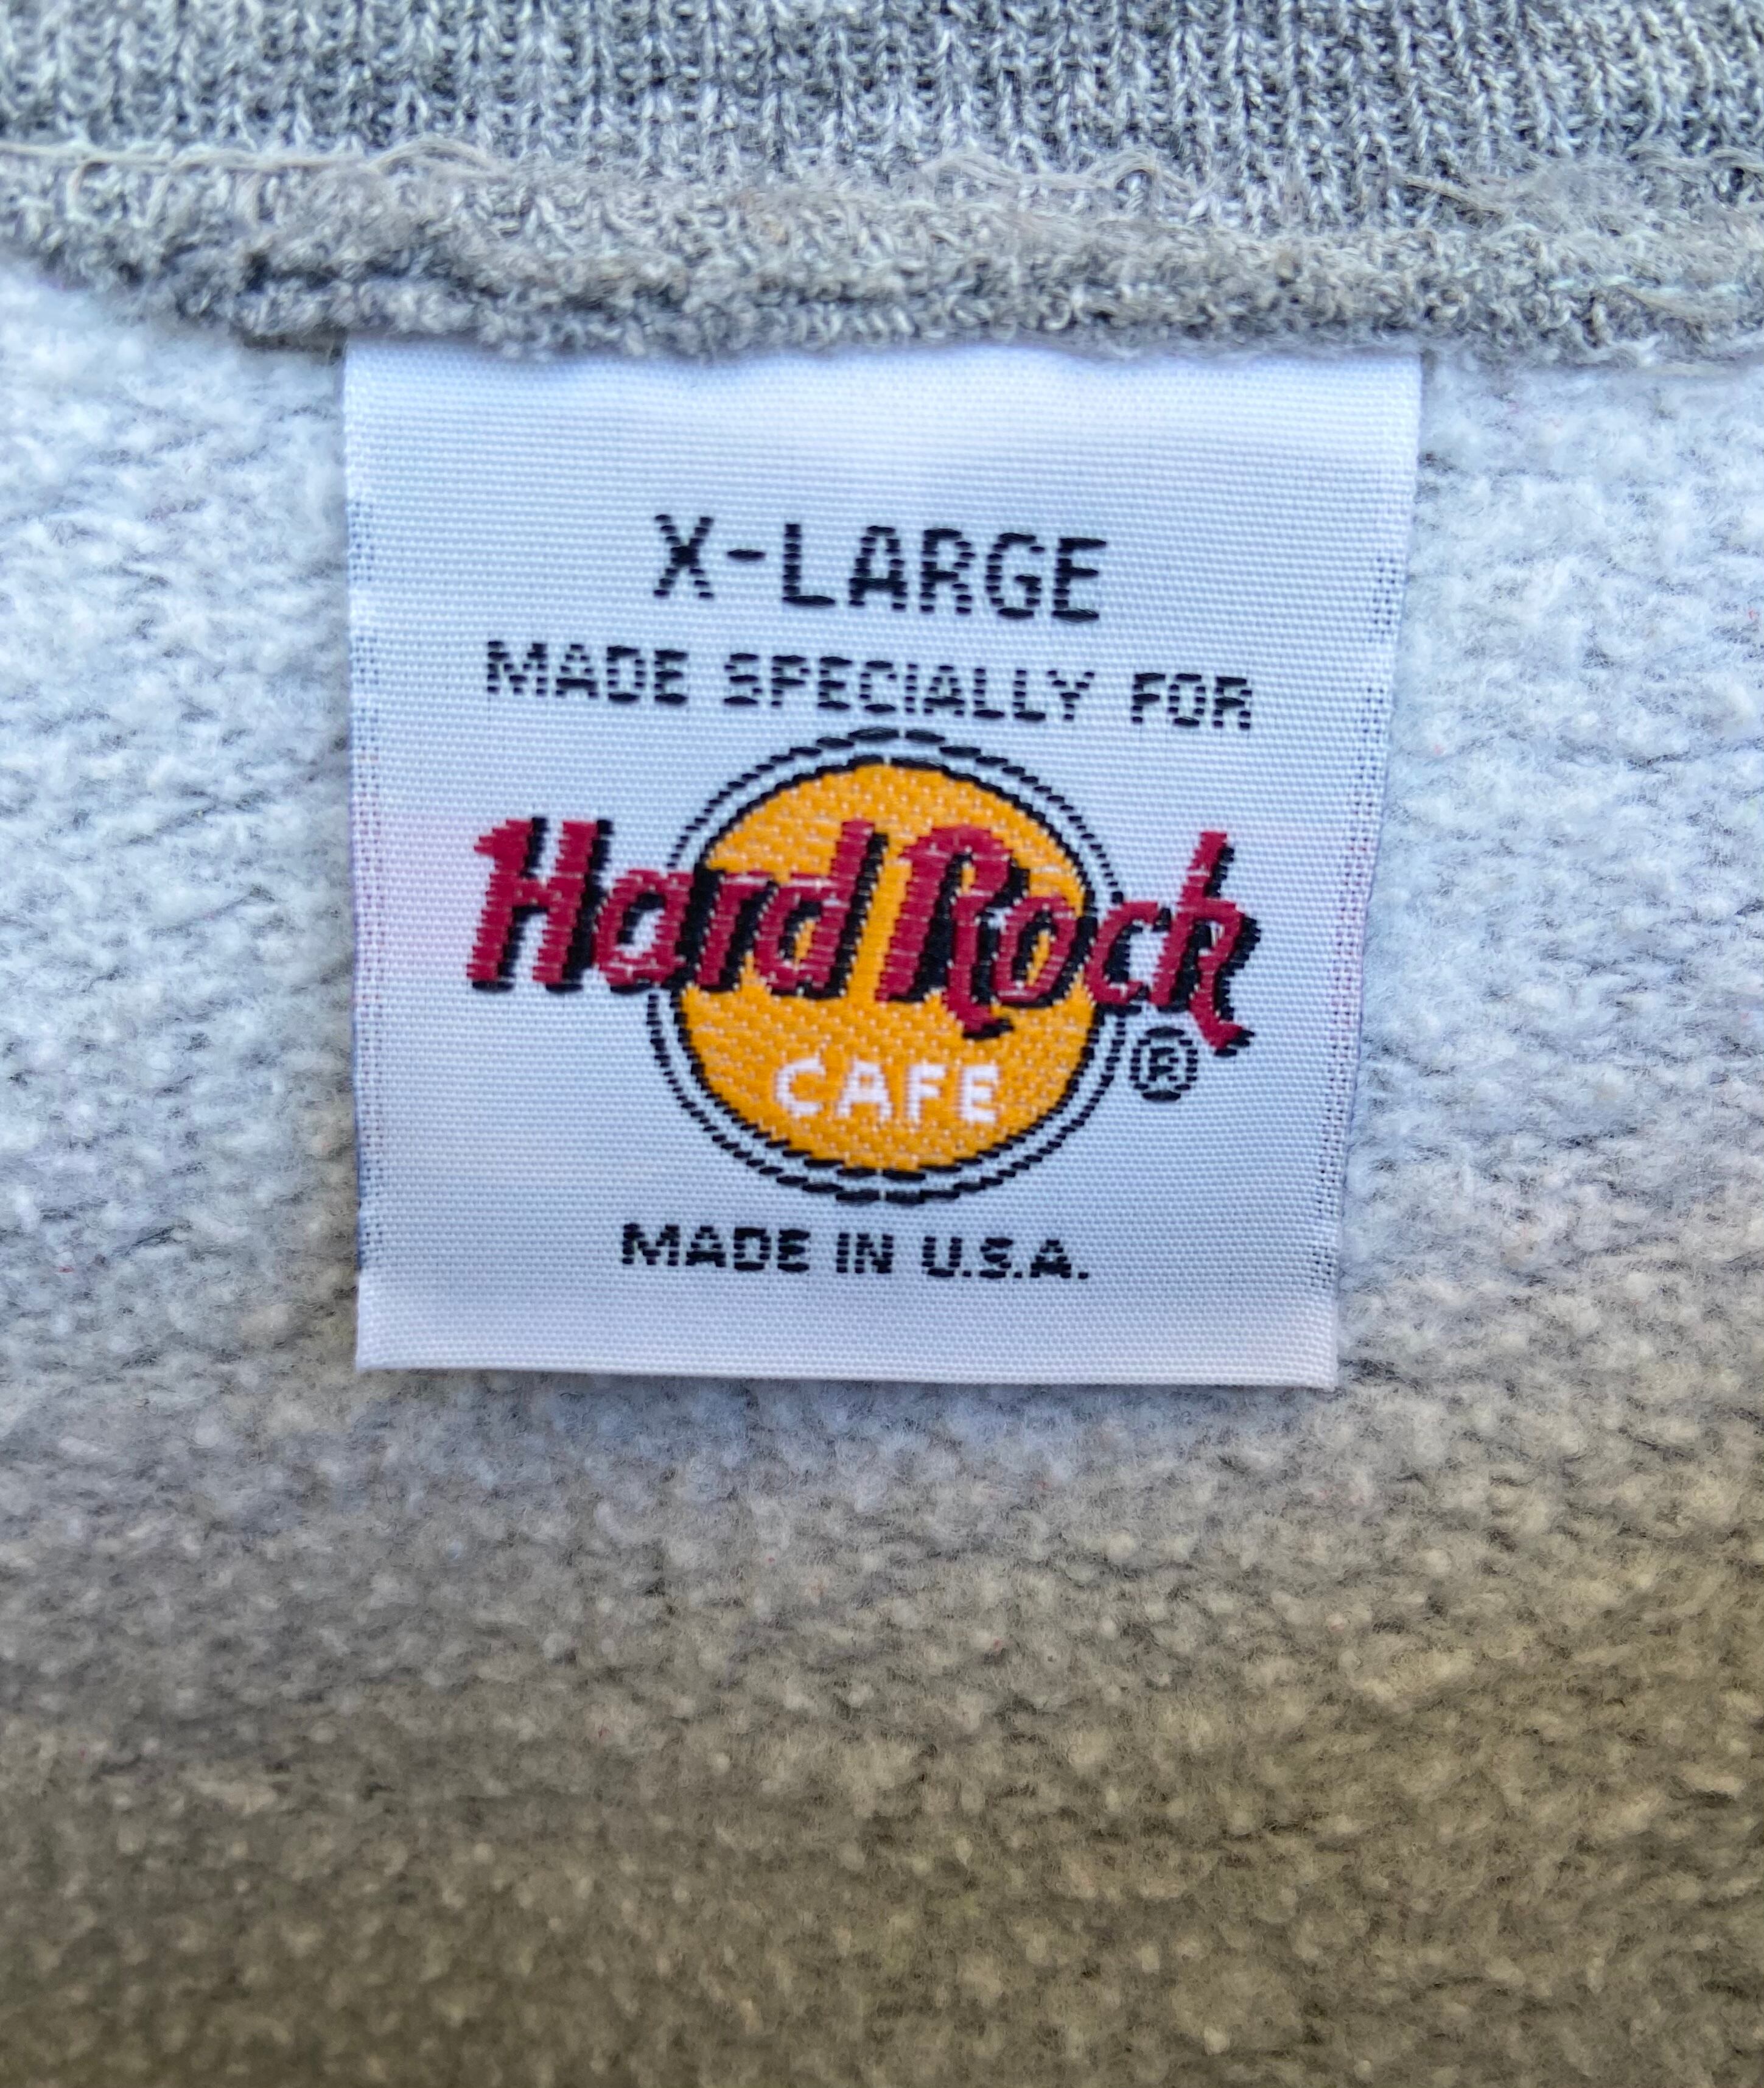 X-LARGE
MADE SPECIALLY FOR
Hard Rock
®
CAFE
MADE IN U.S.A.